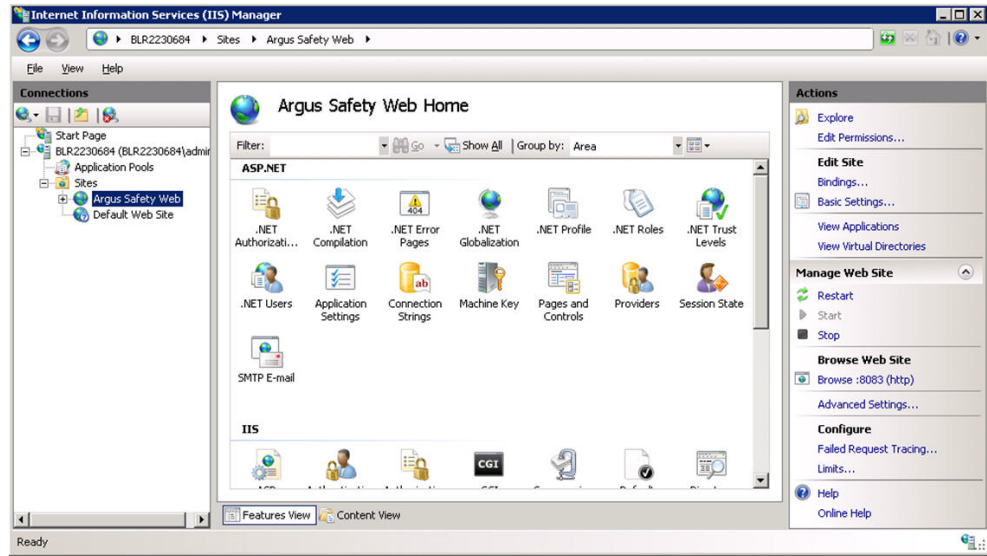 Internet Information Services (IIS) Manager
BLR2230684 Sites Argus Safety Web
File View Help
Connections
Start Page
BLR2230684 (BLR2230684\admir
Application Pools
Sites
Argus Safety Web
Default Web Site
Argus Safety Web Home
Filter: Go Show All Group by: Area
ASP.NET
.NET Authorizati...
.NET Compilation
.NET Error Pages
.NET Globalization
.NET Profile
.NET Roles
.NET Trust Levels
.NET Users
Application Settings
Connection Strings
Machine Key
Pages and Controls
Providers
Session State
SMTP E-mail
IIS
CGI
Features View Content View
Actions
Explore
Edit Permissions...
Edit Site
Bindings...
Basic Settings...
View Applications
View Virtual Directories
Manage Web Site
Restart
Start
Stop
Browse Web Site
Browse :8083 (http)
Advanced Settings...
Configure
Failed Request Tracing...
Limits...
Help
Online Help
Ready